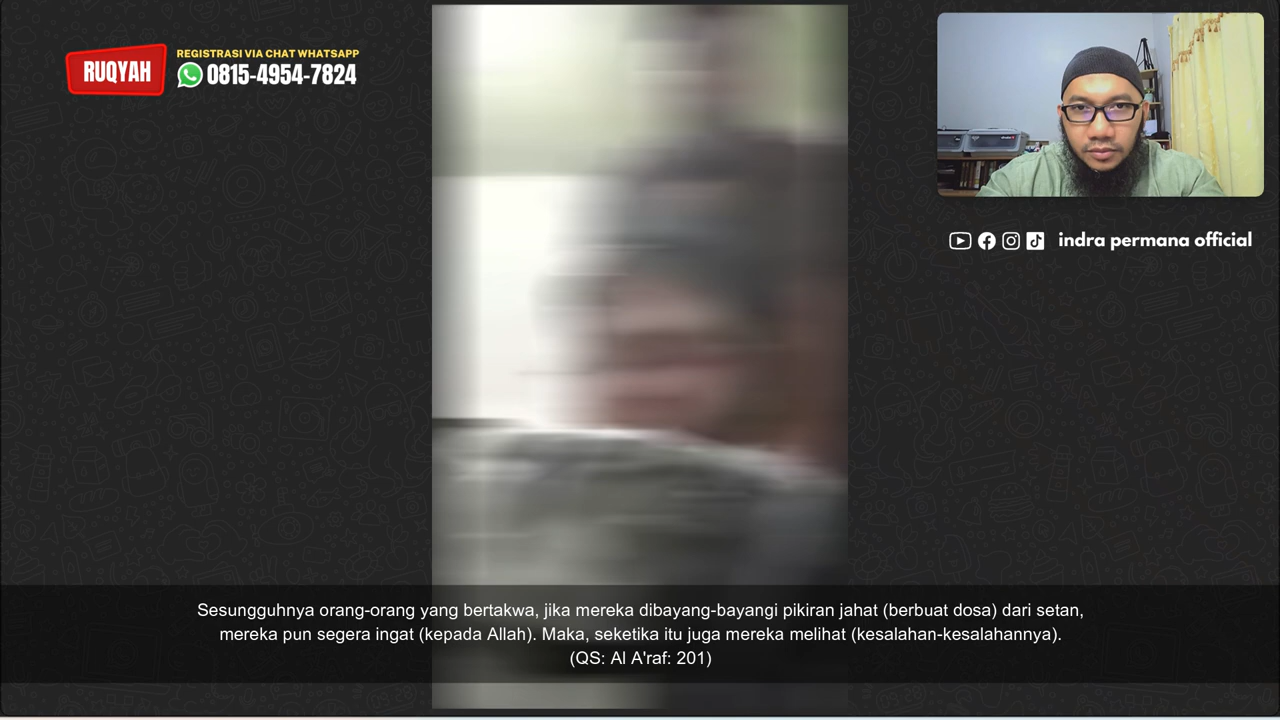 RUQYAH
REGISTRASI VIA CHAT WHATSAPP
0815-4954-7824
indra permana official
Sesungguhnya orang-orang yang bertakwa, jika mereka dibayang-bayangi pikiran jahat (berbuat dosa) dari setan,
mereka pun segera ingat (kepada Allah). Maka, seketika itu juga mereka melihat (kesalahan-kesalahannya).
(QS: Al A'raf: 201)